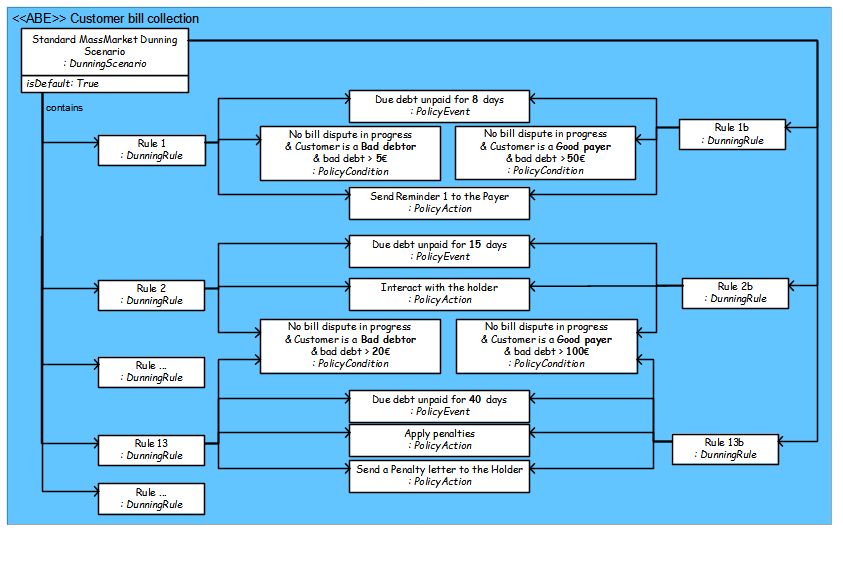 <<ABE>> Customer bill collection
Standard MassMarket Dunning
Scenario
: DunningScenario
isDefault: True
contains
Due debt unpaid for 8 days
: PolicyEvent
Rule 1
: DunningRule
No bill dispute in progress
& Customer is a Bad debtor
& bad debt > 5€
: PolicyCondition
No bill dispute in progress
& Customer is a Good payer
& bad debt > 50€
: PolicyCondition
Rule 1b
: DunningRule
Send Reminder 1 to the Payer
: PolicyAction
Due debt unpaid for 15 days
: PolicyEvent
Rule 2
: DunningRule
Interact with the holder
: PolicyAction
Rule 2b
: DunningRule
No bill dispute in progress
& Customer is a Bad debtor
& bad debt > 20€
: PolicyCondition
No bill dispute in progress
& Customer is a Good payer
& bad debt > 100€
: PolicyCondition
Rule ...
: DunningRule
Due debt unpaid for 40 days
: PolicyEvent
Rule 13
: DunningRule
Apply penalties
: PolicyAction
Rule 13b
: DunningRule
Send a Penalty letter to the Holder
: PolicyAction
Rule ...
: DunningRule